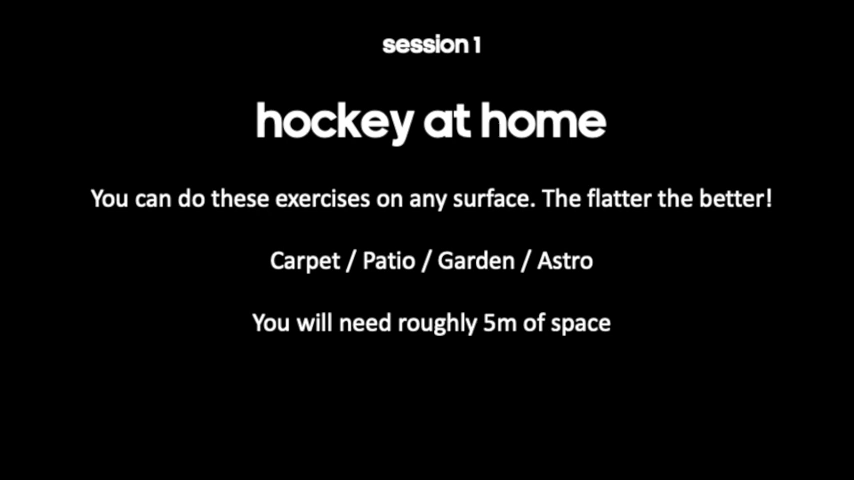 session 1
hockey at home
You can do these exercises on any surface. The flatter the better!
Carpet / Patio / Garden / Astro
You will need roughly 5m of space